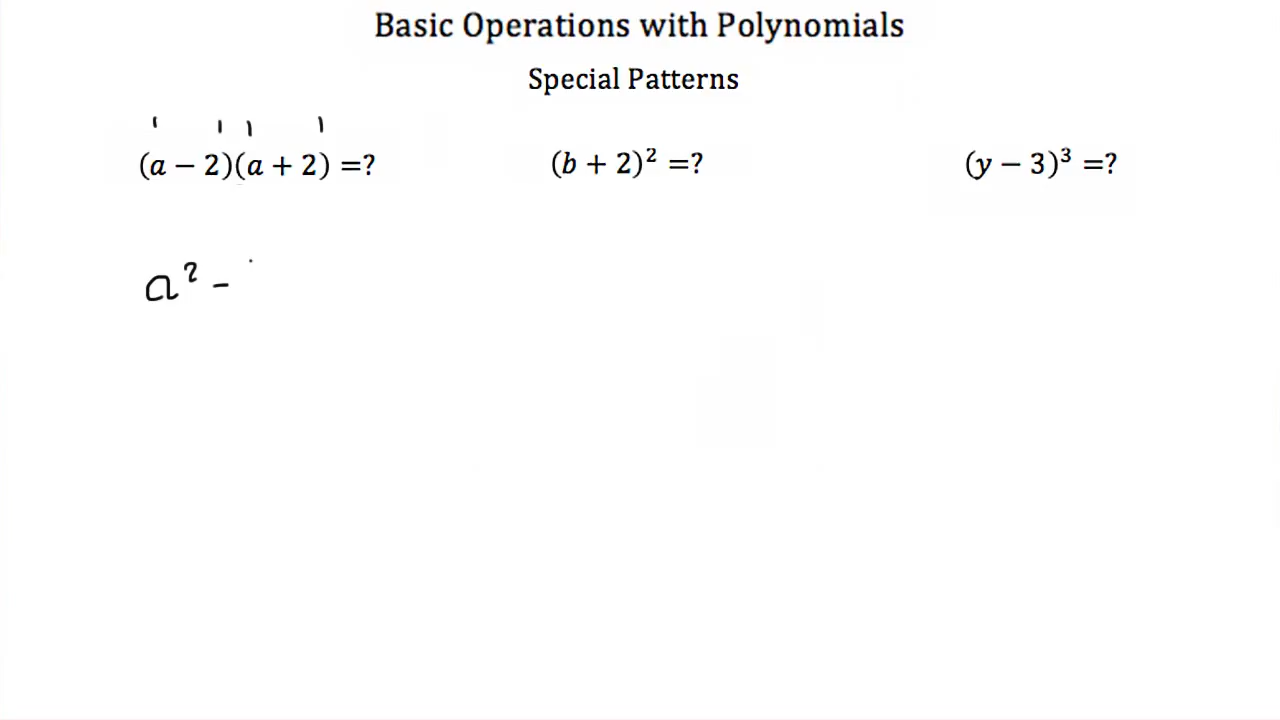 Basic Operations with Polynomials
Special Patterns
(a − 2)(a + 2) =? (b + 2)² =? (y − 3)³ =?
a² −